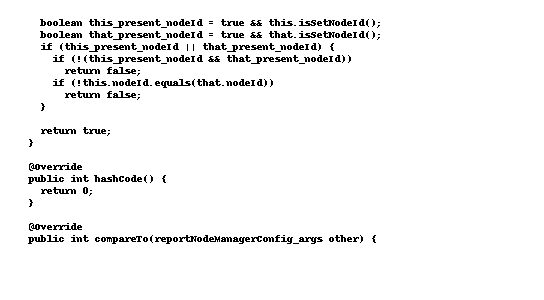 boolean this_present_nodeId = true && this.isSetNodeId();
boolean that_present_nodeId = true && that.isSetNodeId();
if (this_present_nodeId || that_present_nodeId) {
if (!(this_present_nodeId && that_present_nodeId))
return false;
if (!this.nodeId.equals(that.nodeId))
return false;
}
return true;
}
@Override
public int hashCode() {
return 0;
}
@Override
public int compareTo(reportNodeManagerConfig_args other) {